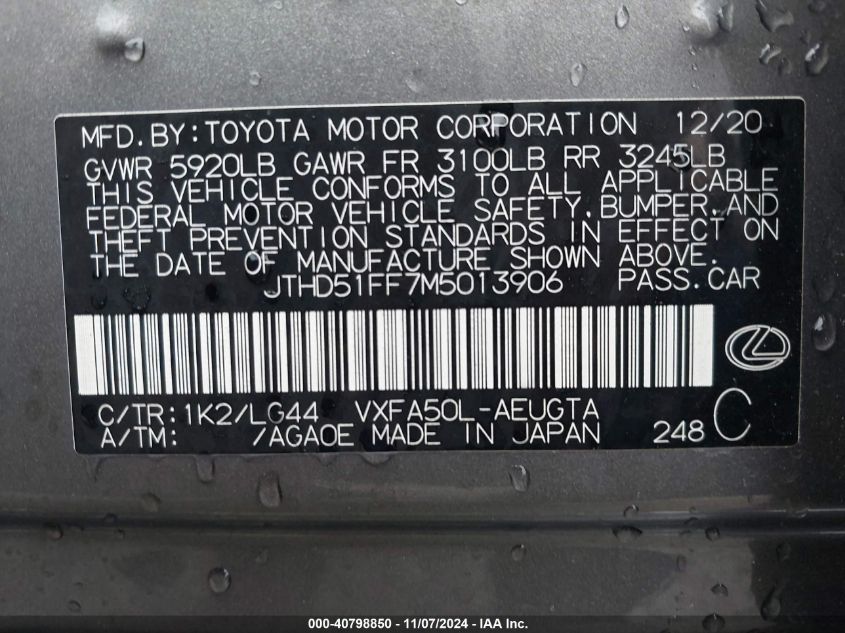 MFD.BY:TOYOTA MOTOR CORPORATION 12/20
GVWR 5920LB GAWR FR 3100LB RR 3245LB
THIS VEHICLE CONFORMS TO ALL APPLICABLE
FEDERAL MOTOR VEHICLE SAFETY,BUMPER,AND
THEFT PREVENTION STANDARDS IN EFFECT ON
THE DATE OF MANUFACTURE SHOWN ABOVE.
JTHD51FF7M5013906 PASS.CAR
C/TR:1K2/LG44 VXFA50L-AEUGTA
A/TM: /AGA0E MADE IN JAPAN 248 C
000-40798850 - 11/07/2024 - IAA Inc.